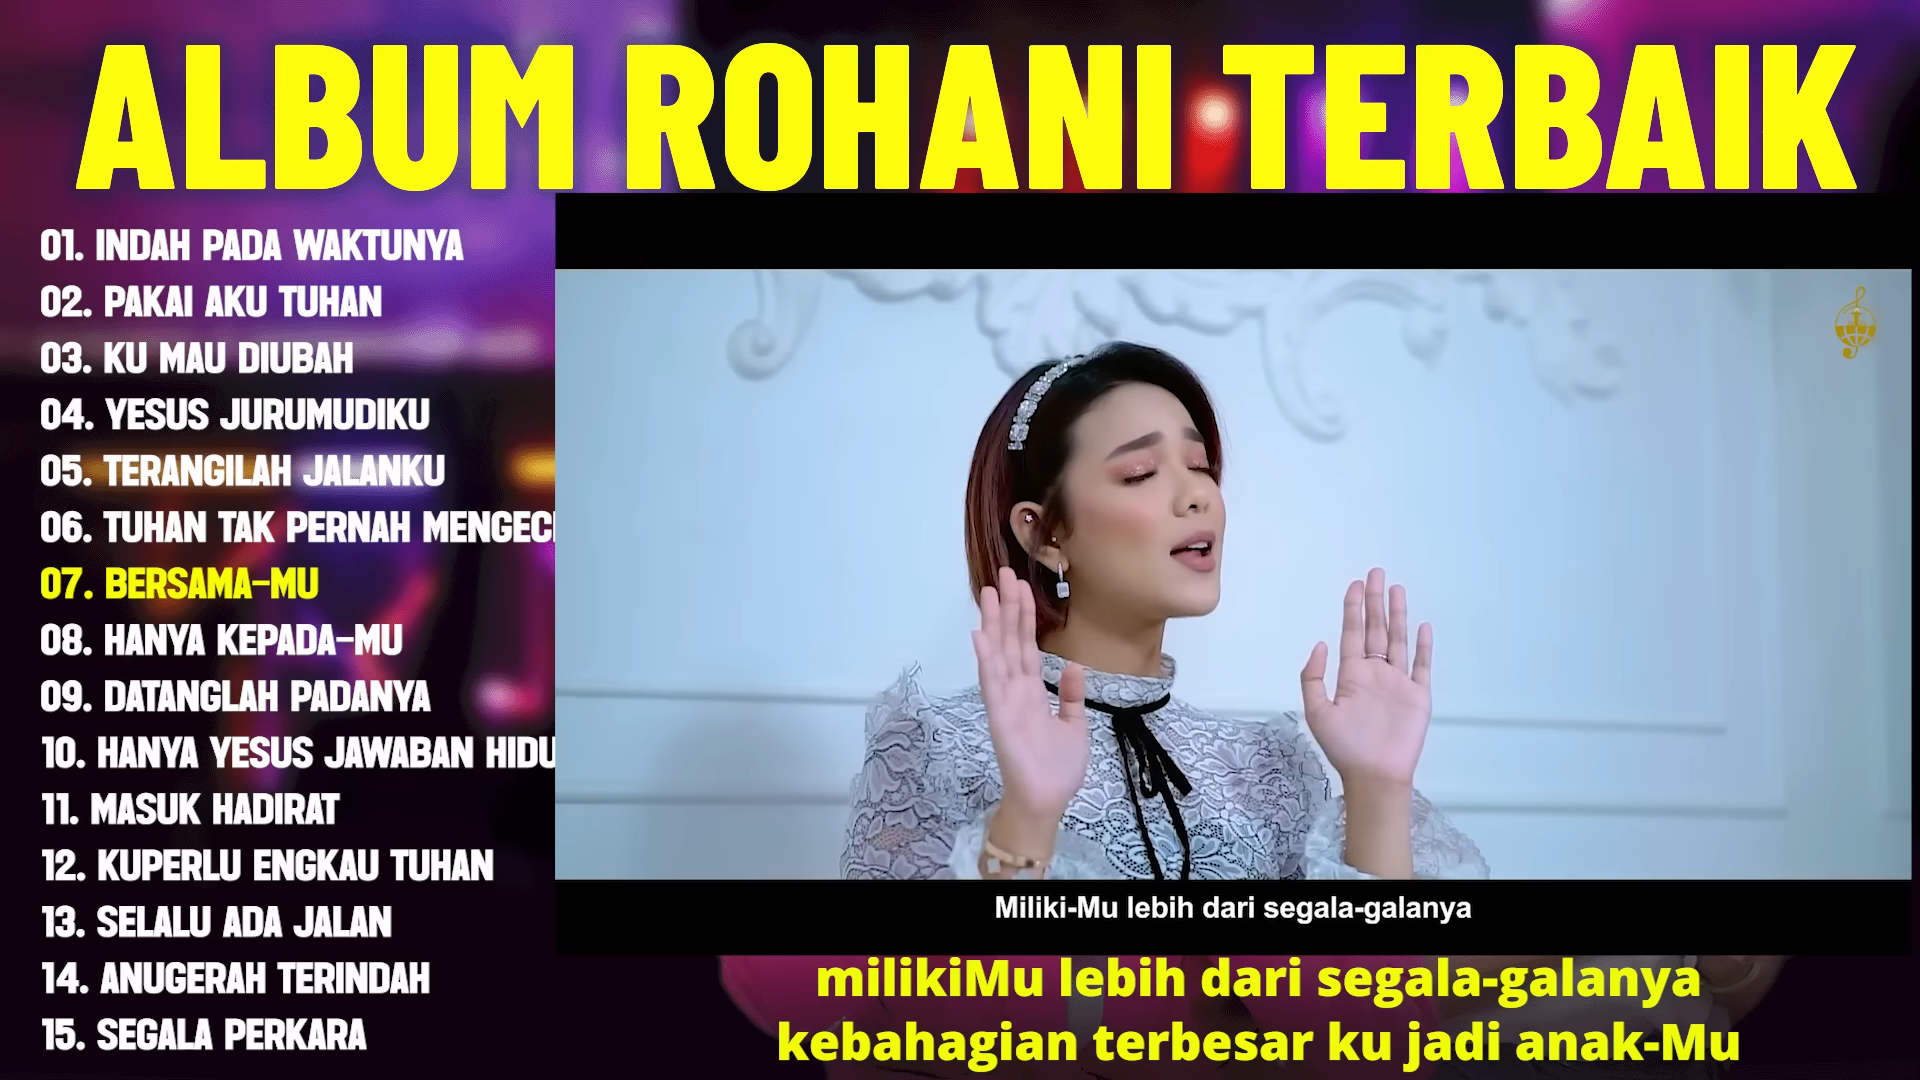 ALBUM ROHANI TERBAIK
01. INDAH PADA WAKTUNYA
02. PAKAI AKU TUHAN
03. KU MAU DIUBAH
04. YESUS JURUMUDIKU
05. TERANGILAH JALANKU
06. TUHAN TAK PERNAH
07. BERSAMA-MU
08. HANYA KEPADA-MU
09. DATANGLAH PADANYA
10. HANYA YESUS JAWABAN
11. MASUK HADIRAT
12. KUPERLU ENGKAU TUHAN
13. SELALU ADA JALAN
14. ANUGERAH TERINDAH
15. SEGALA PERKARA
Miliki-Mu lebih dari segala-galanya
milikiMu lebih dari segala-galanya
kebahagian terbesar ku jadi anak-Mu